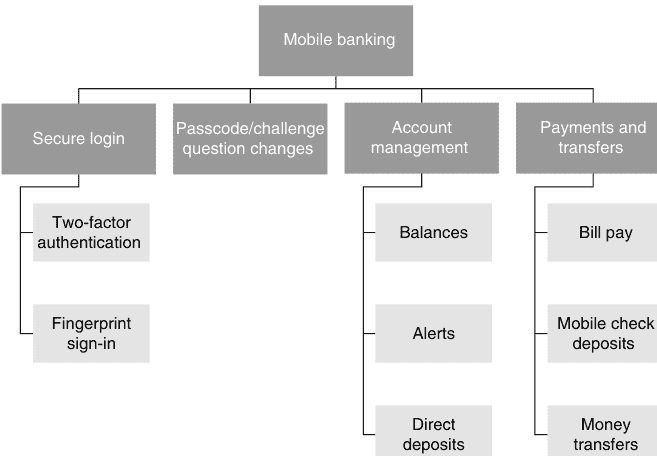 Mobile banking
Secure login
Passcode/challenge
question changes
Account
management
Payments and
transfers
Two-factor
authentication
Fingerprint
sign-in
Balances
Alerts
Direct
deposits
Bill pay
Mobile check
deposits
Money
transfers